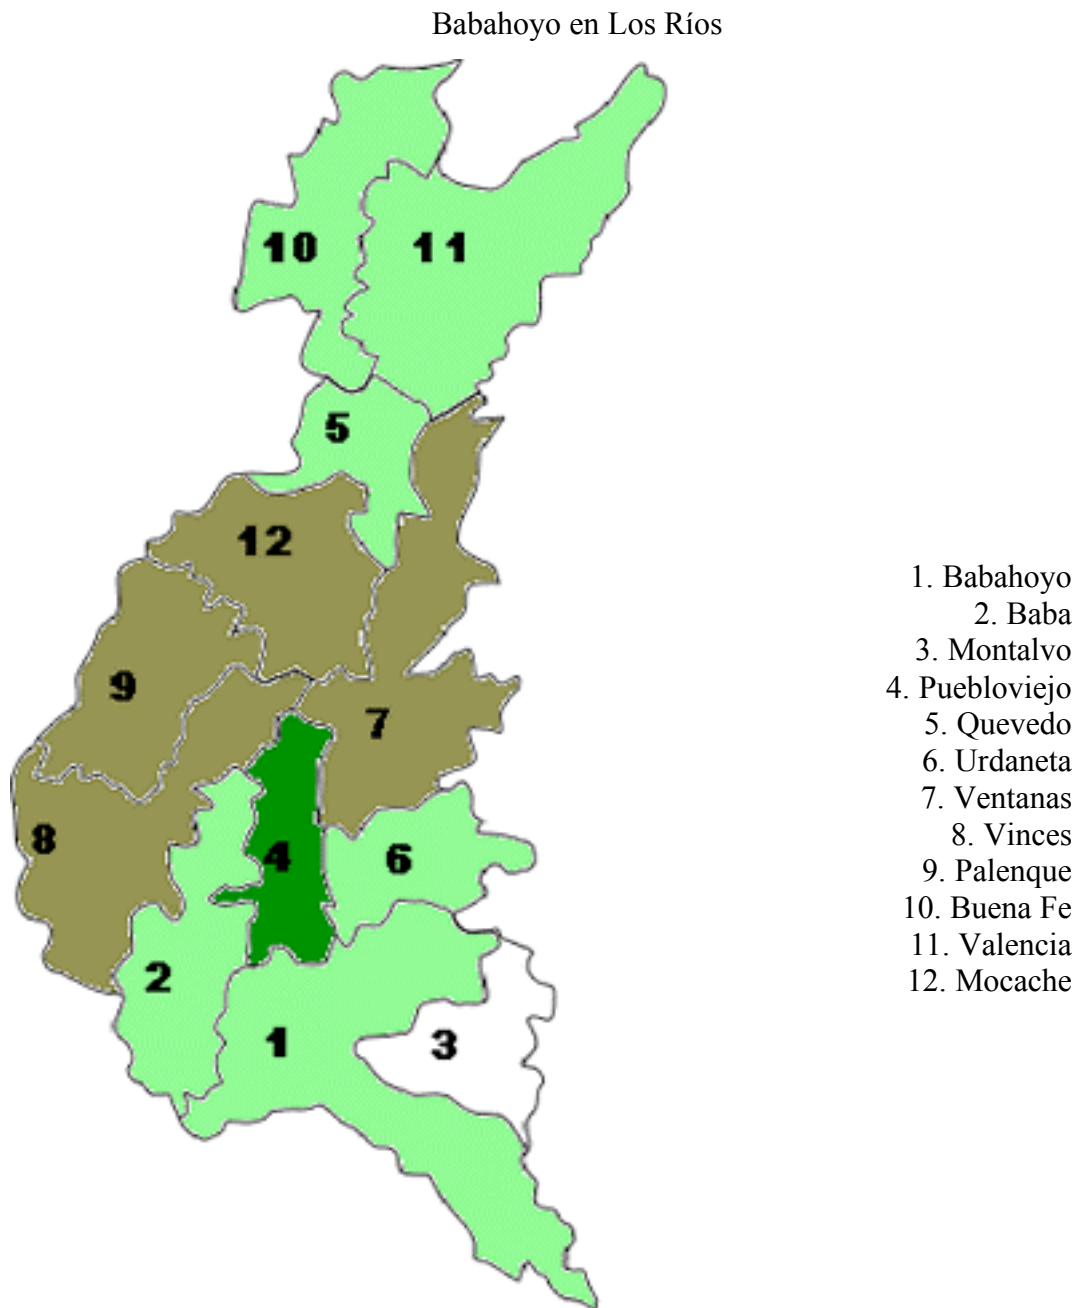 Babahoyo en Los Ríos
10
11
5
12
9
7
8
4
6
2
1
3
1. Babahoyo
2. Baba
3. Montalvo
4. Puebloviejo
5. Quevedo
6. Urdaneta
7. Ventanas
8. Vinces
9. Palenque
10. Buena Fe
11. Valencia
12. Mocache